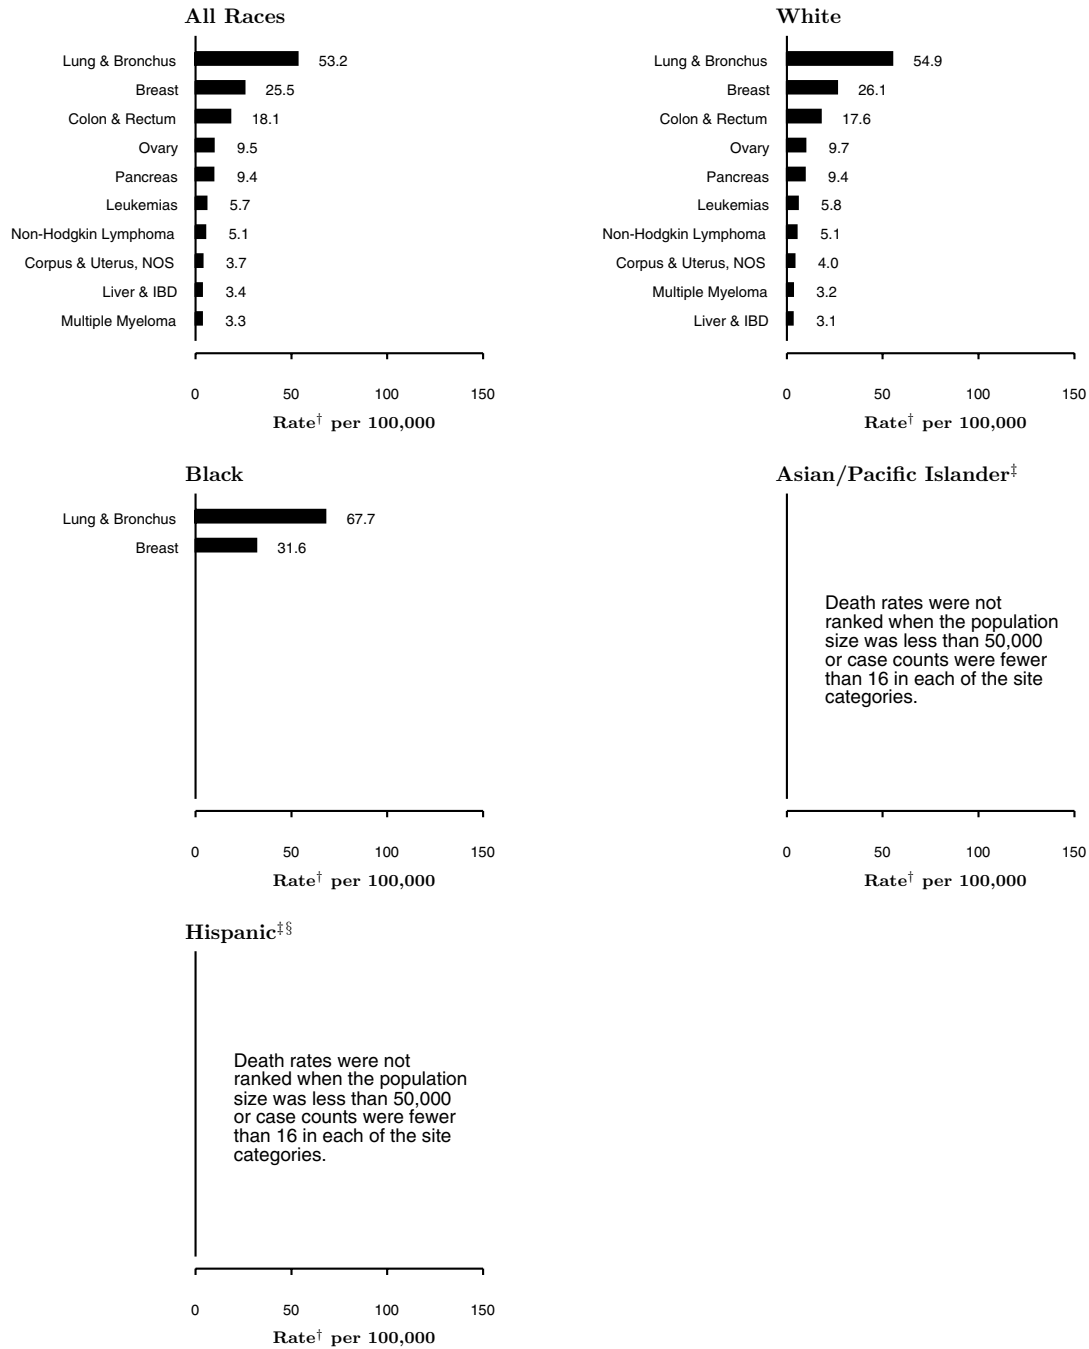 All Races
Lung & Bronchus 53.2
Breast 25.5
Colon & Rectum 18.1
Ovary 9.5
Pancreas 9.4
Leukemias 5.7
Non-Hodgkin Lymphoma 5.1
Corpus & Uterus, NOS 3.7
Liver & IBD 3.4
Multiple Myeloma 3.3
0 50 100 150
Rate† per 100,000
White
Lung & Bronchus 54.9
Breast 26.1
Colon & Rectum 17.6
Ovary 9.7
Pancreas 9.4
Leukemias 5.8
Non-Hodgkin Lymphoma 5.1
Corpus & Uterus, NOS 4.0
Multiple Myeloma 3.2
Liver & IBD 3.1
0 50 100 150
Rate† per 100,000
Black
Lung & Bronchus 67.7
Breast 31.6
0 50 100 150
Rate† per 100,000
Asian/Pacific Islander‡
Death rates were not
ranked when the population
size was less than 50,000
or case counts were fewer
than 16 in each of the site
categories.
0 50 100 150
Rate† per 100,000
Hispanic‡§
Death rates were not
ranked when the population
size was less than 50,000
or case counts were fewer
than 16 in each of the site
categories.
0 50 100 150
Rate† per 100,000